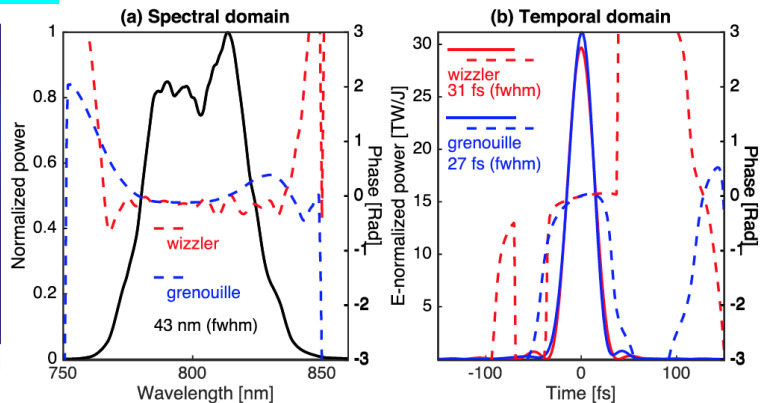 (a) Spectral domain
1
0.8
0.6
0.4
0.2
0
Normalized power
3
2
1
0
-1
-2
-3
Phase [Rad]
wizzler
grenouille
43 nm (fwhm)
750
800
850
Wavelength [nm]
(b) Temporal domain
30
25
20
15
10
5
E-normalized power [TW/J]
wizzler
31 fs (fwhm)
grenouille
27 fs (fwhm)
3
2
1
0
-1
-2
-3
Phase [Rad]
-100
0
100
Time [fs]